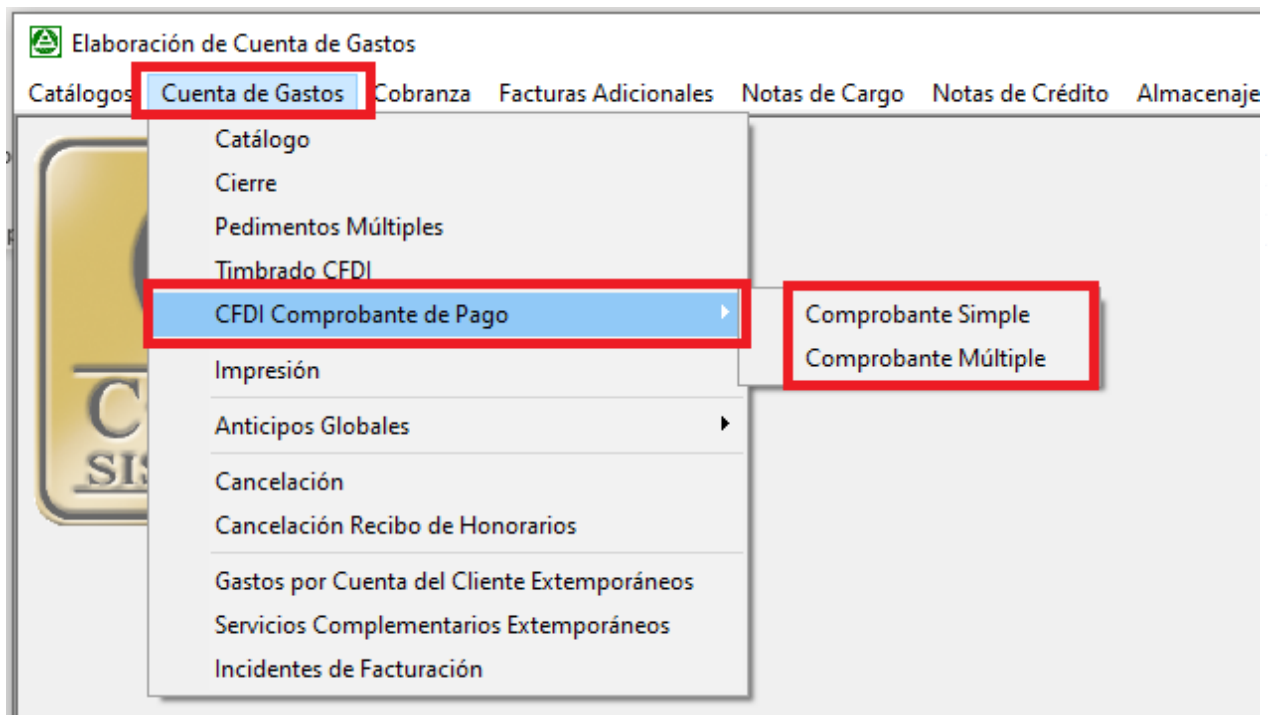 Elaboración de Cuenta de Gastos
Catálogos Cuenta de Gastos Cobranza Facturas Adicionales Notas de Cargo Notas de Crédito Almacenaje
Catálogo
Cierre
Pedimentos Múltiples
Timbrado CFDI
CFDI Comprobante de Pago
Comprobante Simple
Comprobante Múltiple
Impresión
Anticipos Globales
Cancelación
Cancelación Recibo de Honorarios
Gastos por Cuenta del Cliente Extemporáneos
Servicios Complementarios Extemporáneos
Incidentes de Facturación